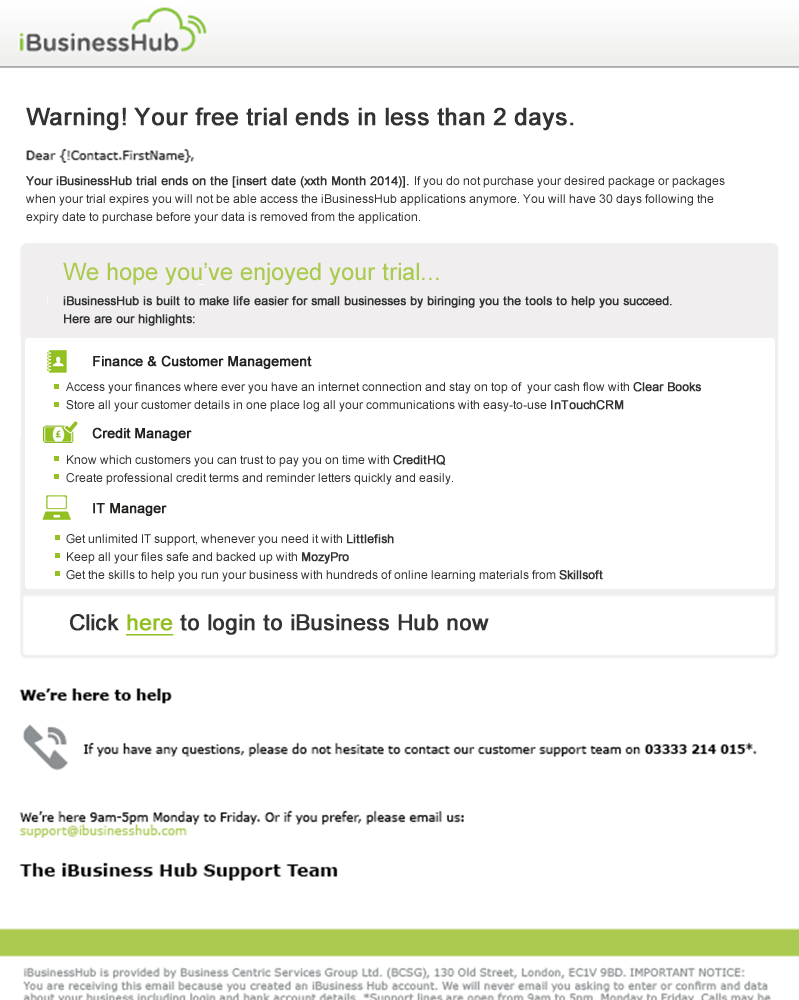 iBusinessHub
Warning! Your free trial ends in less than 2 days.
Dear {!Contact.FirstName},
Your iBusinessHub trial ends on the [insert date (xxth Month 2014)]. If you do not purchase your desired package or packages
when your trial expires you will not be able access the iBusinessHub applications anymore. You will have 30 days following the
expiry date to purchase before your data is removed from the application.
We hope you've enjoyed your trial...
iBusinessHub is built to make life easier for small businesses by biringing you the tools to help you succeed.
Here are our highlights:
Finance & Customer Management
Access your finances where ever you have an internet connection and stay on top of your cash flow with Clear Books
Store all your customer details in one place log all your communications with easy-to-use InTouchCRM
£
Credit Manager
Know which customers you can trust to pay you on time with CreditHQ
Create professional credit terms and reminder letters quickly and easily.
IT Manager
Get unlimited IT support, whenever you need it with Littlefish
Keep all your files safe and backed up with MozyPro
Get the skills to help you run your business with hundreds of online learning materials from Skillsoft
Click here to login to iBusiness Hub now
We're here to help
If you have any questions, please do not hesitate to contact our customer support team on 03333 214 015*.
We're here 9am-5pm Monday to Friday. Or if you prefer, please email us:
support@ibusinesshub.com
The iBusiness Hub Support Team
iBusinessHub is provided by Business Centric Services Group Ltd. (BCSG), 130 Old Street, London, EC1V 9BD. IMPORTANT NOTICE:
You are receiving this email because you created an iBusiness Hub account. We will never email you asking to enter or confirm and data
about your business including login and bank account details. *Support lines are open from 9am to 5pm, Monday to Friday. Calls may be